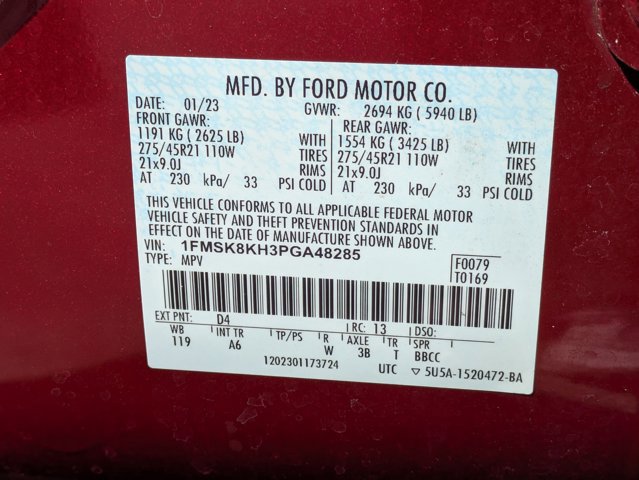 MFD. BY FORD MOTOR CO.
DATE: 01/23 GVWR: 2694 KG ( 5940 LB)
FRONT GAWR: REAR GAWR:
1191 KG ( 2625 LB) WITH 1554 KG ( 3425 LB) WITH
275/45R21 110W TIRES 275/45R21 110W TIRES
21x9.0J RIMS 21x9.0J RIMS
AT 230 kPa/ 33 PSI COLD AT 230 kPa/ 33 PSI COLD
THIS VEHICLE CONFORMS TO ALL APPLICABLE FEDERAL MOTOR
VEHICLE SAFETY AND THEFT PREVENTION STANDARDS IN
EFFECT ON THE DATE OF MANUFACTURE SHOWN ABOVE.
VIN: 1FMSK8KH3PGA48285
TYPE: MPV
F0079
T0169
EXT PNT: D4 RC: 13 DSO:
WB INT TR TP/PS R AXLE TR SPR
119 A6 W 3B T BBCC
1202301173724 UTC ▽ 5U5A-1520472-BA